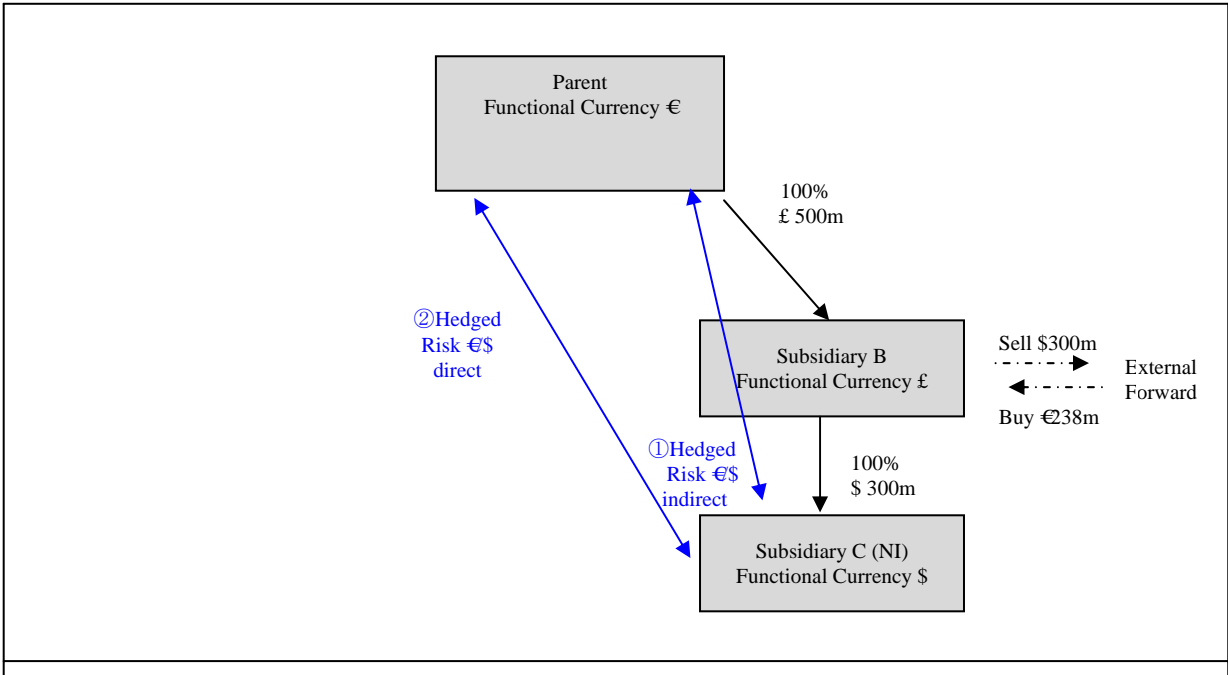 Parent
Functional Currency €
100%
£ 500m
②Hedged
Risk €/$
direct
Subsidiary B
Functional Currency £
Sell $300m
External
Forward
Buy €238m
①Hedged
Risk €/$
indirect
100%
$ 300m
Subsidiary C (NI)
Functional Currency $